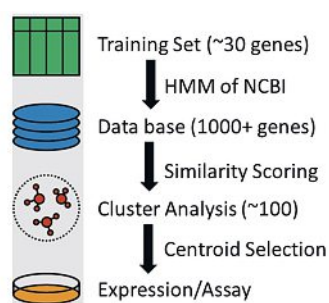 Training Set (~30 genes)
HMM of NCBI
Data base (1000+ genes)
Similarity Scoring
Cluster Analysis (~100)
Centroid Selection
Expression/Assay